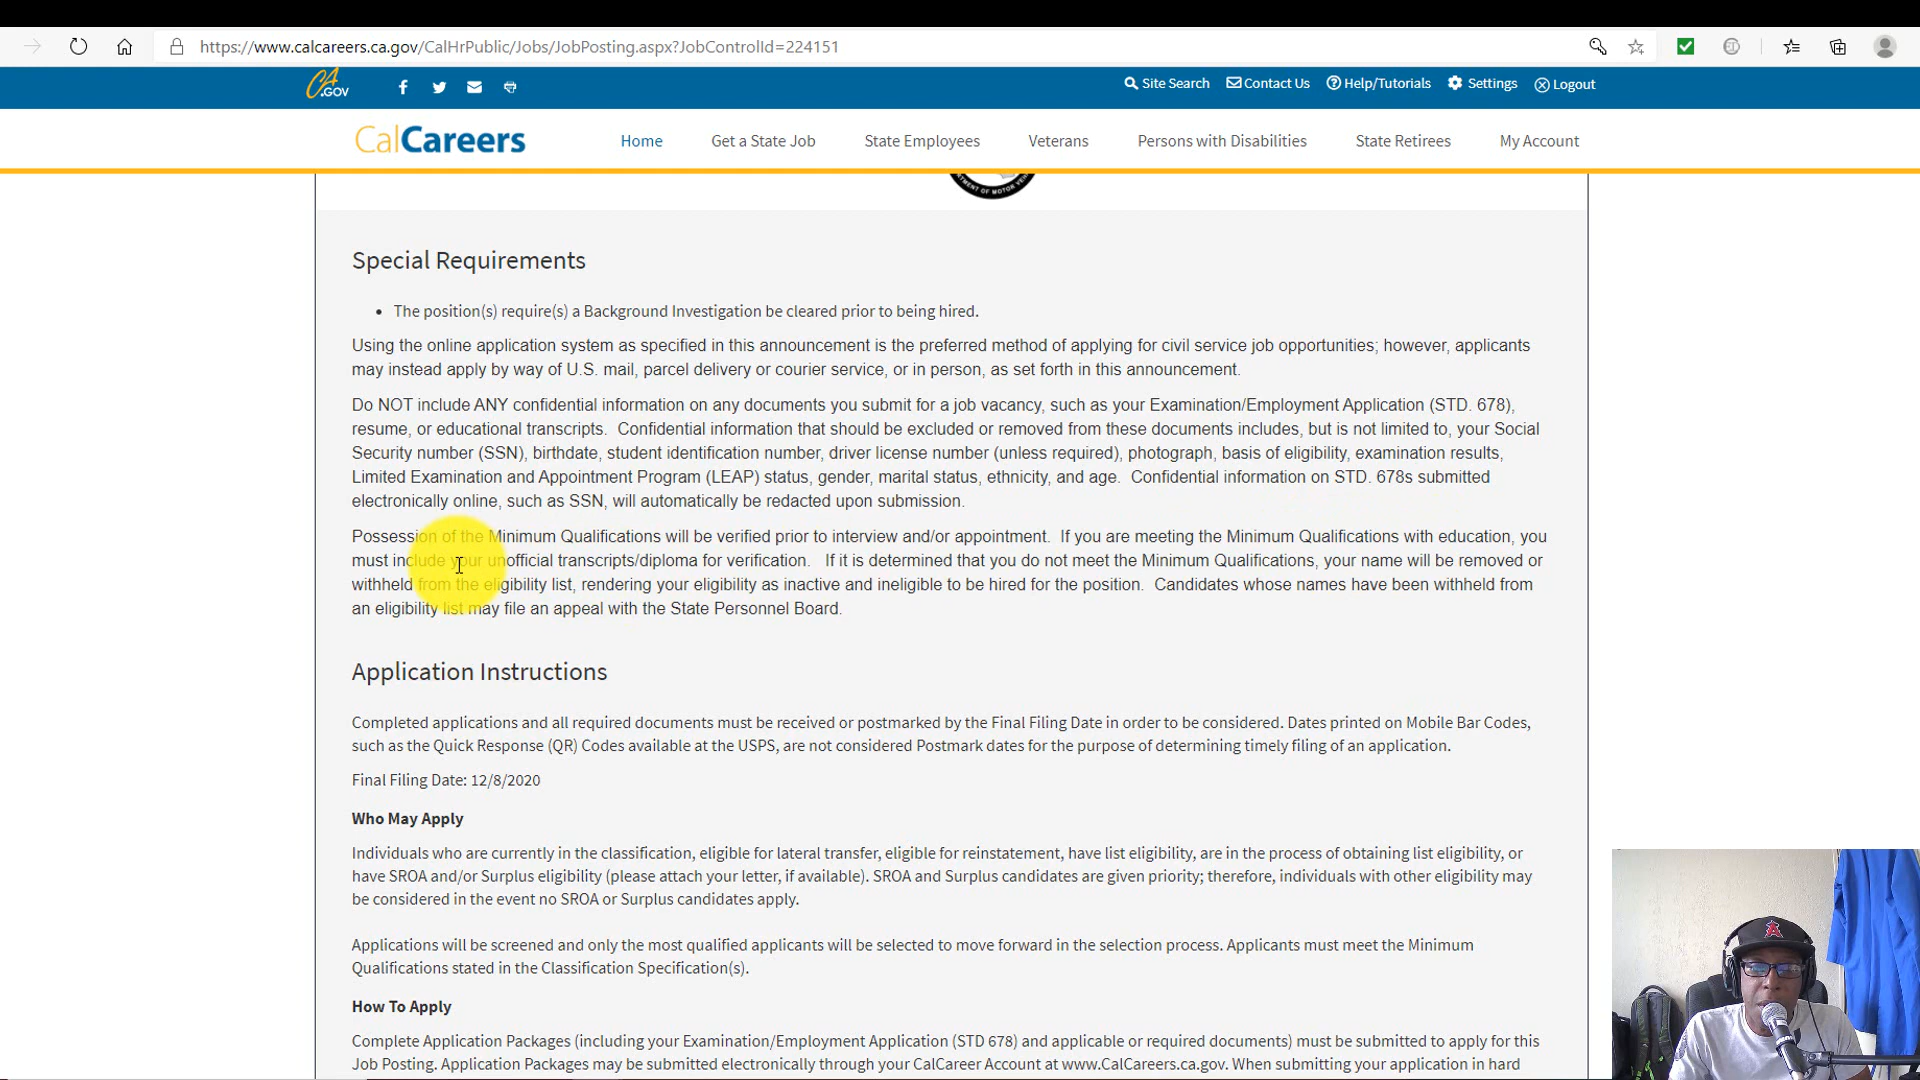 https://www.calcareers.ca.gov/CalHrPublic/Jobs/JobPosting.aspx?JobControlId=224151
CA.GOV
Site Search
Contact Us
Help/Tutorials
Settings
Logout
CalCareers
Home
Get a State Job
State Employees
Veterans
Persons with Disabilities
State Retirees
My Account
Special Requirements
• The position(s) require(s) a Background Investigation be cleared prior to being hired.
Using the online application system as specified in this announcement is the preferred method of applying for civil service job opportunities; however, applicants
may instead apply by way of U.S. mail, parcel delivery or courier service, or in person, as set forth in this announcement.
Do NOT include ANY confidential information on any documents you submit for a job vacancy, such as your Examination/Employment Application (STD. 678),
resume, or educational transcripts.  Confidential information that should be excluded or removed from these documents includes, but is not limited to, your Social
Security number (SSN), birthdate, student identification number, driver license number (unless required), photograph, basis of eligibility, examination results,
Limited Examination and Appointment Program (LEAP) status, gender, marital status, ethnicity, and age.  Confidential information on STD. 678s submitted
electronically online, such as SSN, will automatically be redacted upon submission.
Possession of the Minimum Qualifications will be verified prior to interview and/or appointment.  If you are meeting the Minimum Qualifications with education, you
must include your unofficial transcripts/diploma for verification.   If it is determined that you do not meet the Minimum Qualifications, your name will be removed or
withheld from the eligibility list, rendering your eligibility as inactive and ineligible to be hired for the position.  Candidates whose names have been withheld from
an eligibility list may file an appeal with the State Personnel Board.
Application Instructions
Completed applications and all required documents must be received or postmarked by the Final Filing Date in order to be considered. Dates printed on Mobile Bar Codes,
such as the Quick Response (QR) Codes available at the USPS, are not considered Postmark dates for the purpose of determining timely filing of an application.
Final Filing Date: 12/8/2020
Who May Apply
Individuals who are currently in the classification, eligible for lateral transfer, eligible for reinstatement, have list eligibility, are in the process of obtaining list eligibility, or
have SROA and/or Surplus eligibility (please attach your letter, if available). SROA and Surplus candidates are given priority; therefore, individuals with other eligibility may
be considered in the event no SROA or Surplus candidates apply.
Applications will be screened and only the most qualified applicants will be selected to move forward in the selection process. Applicants must meet the Minimum
Qualifications stated in the Classification Specification(s).
How To Apply
Complete Application Packages (including your Examination/Employment Application (STD 678) and applicable or required documents) must be submitted to apply for this
Job Posting. Application Packages may be submitted electronically through your CalCareer Account at www.CalCareers.ca.gov. When submitting your application in hard